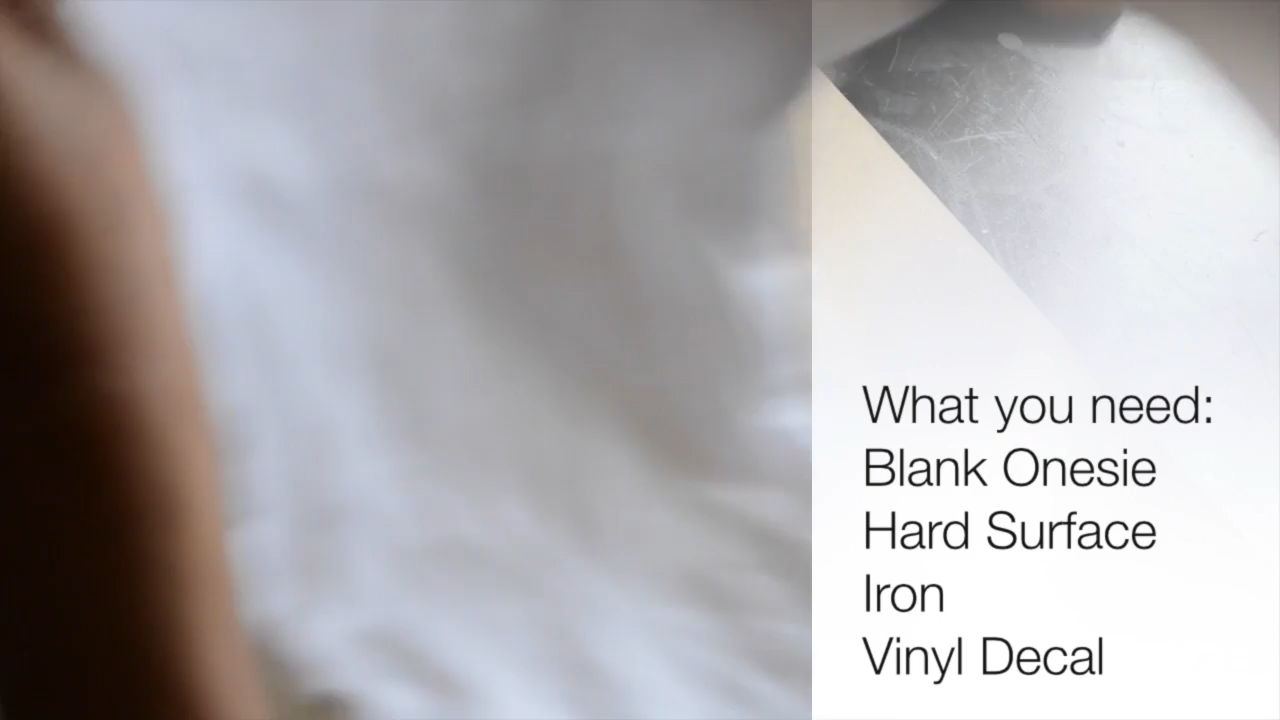 What you need:
Blank Onesie
Hard Surface
Iron
Vinyl Decal